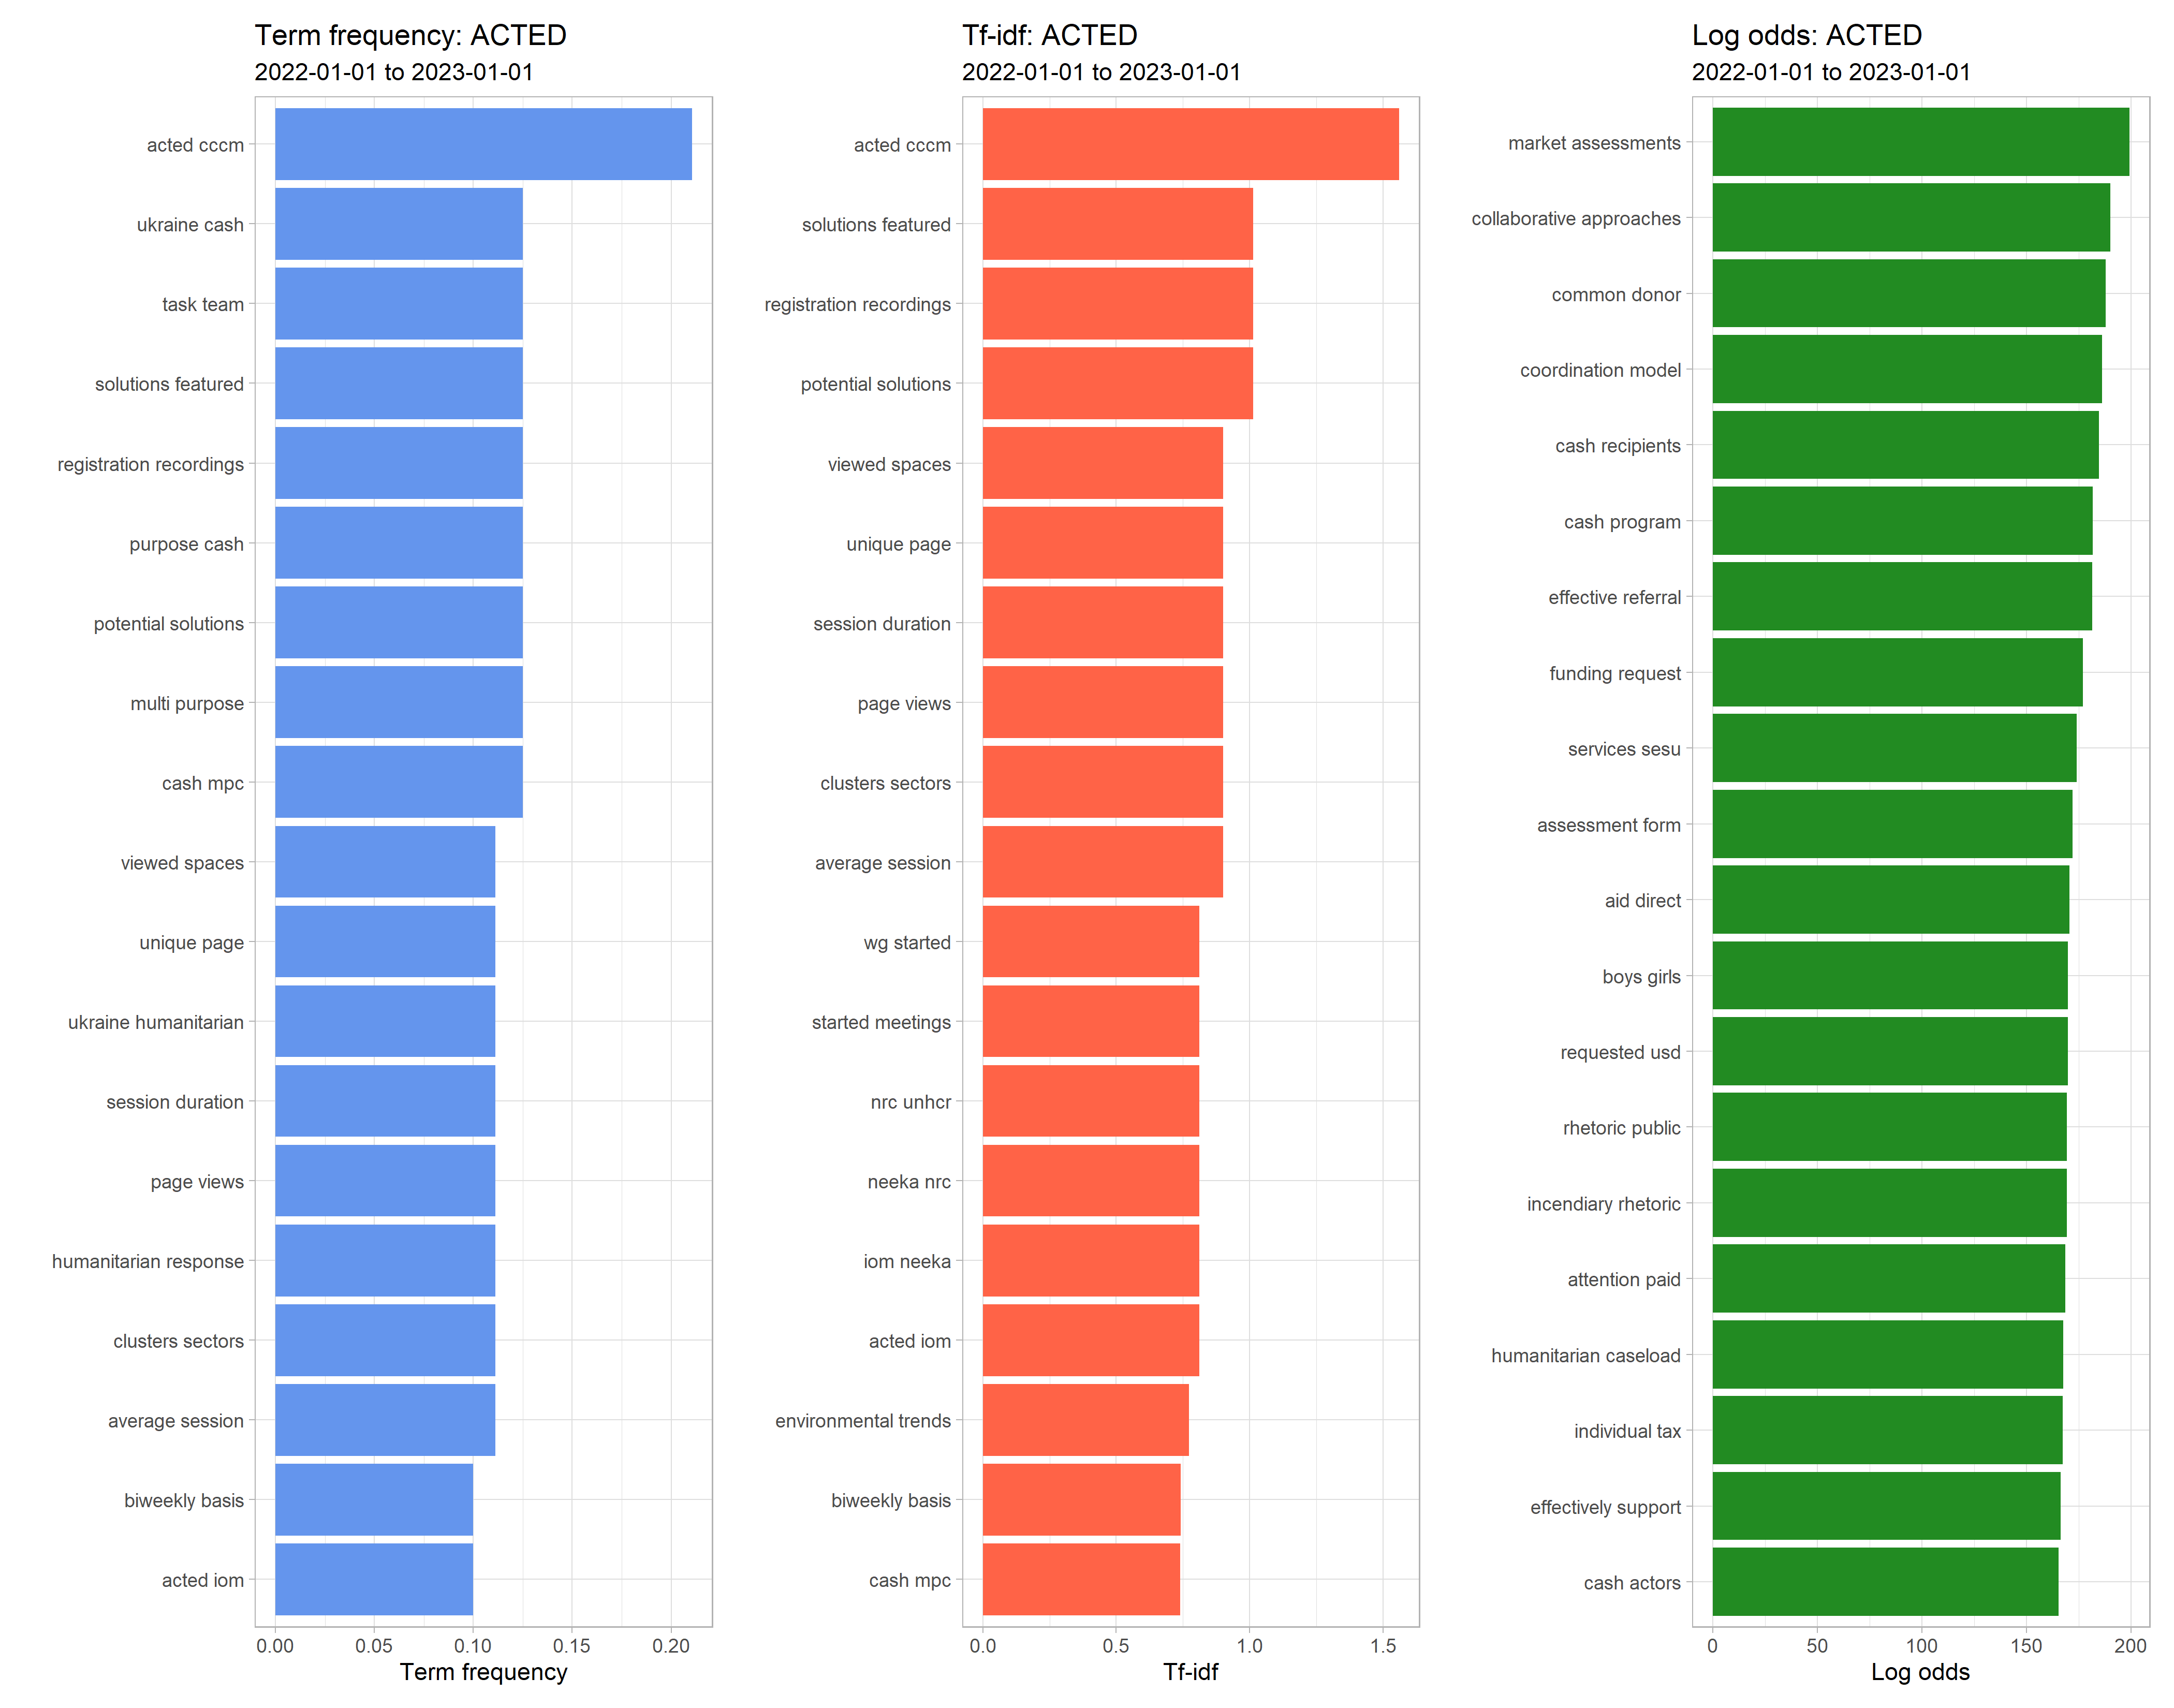 Term frequency: ACTED
2022-01-01 to 2023-01-01
acted cccm
ukraine cash
task team
solutions featured
registration recordings
purpose cash
potential solutions
multi purpose
cash mpc
viewed spaces
unique page
ukraine humanitarian
session duration
page views
humanitarian response
clusters sectors
average session
biweekly basis
acted iom
0.00 0.05 0.10 0.15 0.20
Term frequency
Tf-idf: ACTED
2022-01-01 to 2023-01-01
acted cccm
solutions featured
registration recordings
potential solutions
viewed spaces
unique page
session duration
page views
clusters sectors
average session
wg started
started meetings
nrc unhcr
neeka nrc
iom neeka
acted iom
environmental trends
biweekly basis
cash mpc
0.0 0.5 1.0 1.5
Tf-idf
Log odds: ACTED
2022-01-01 to 2023-01-01
market assessments
collaborative approaches
common donor
coordination model
cash recipients
cash program
effective referral
funding request
services sesu
assessment form
aid direct
boys girls
requested usd
rhetoric public
incendiary rhetoric
attention paid
humanitarian caseload
individual tax
effectively support
cash actors
0 50 100 150 200
Log odds